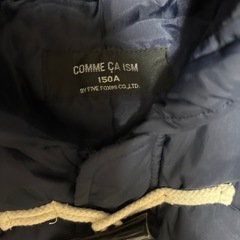 COMME ÇA ISM
150A
BY FIVE FOXES CO.,LTD.